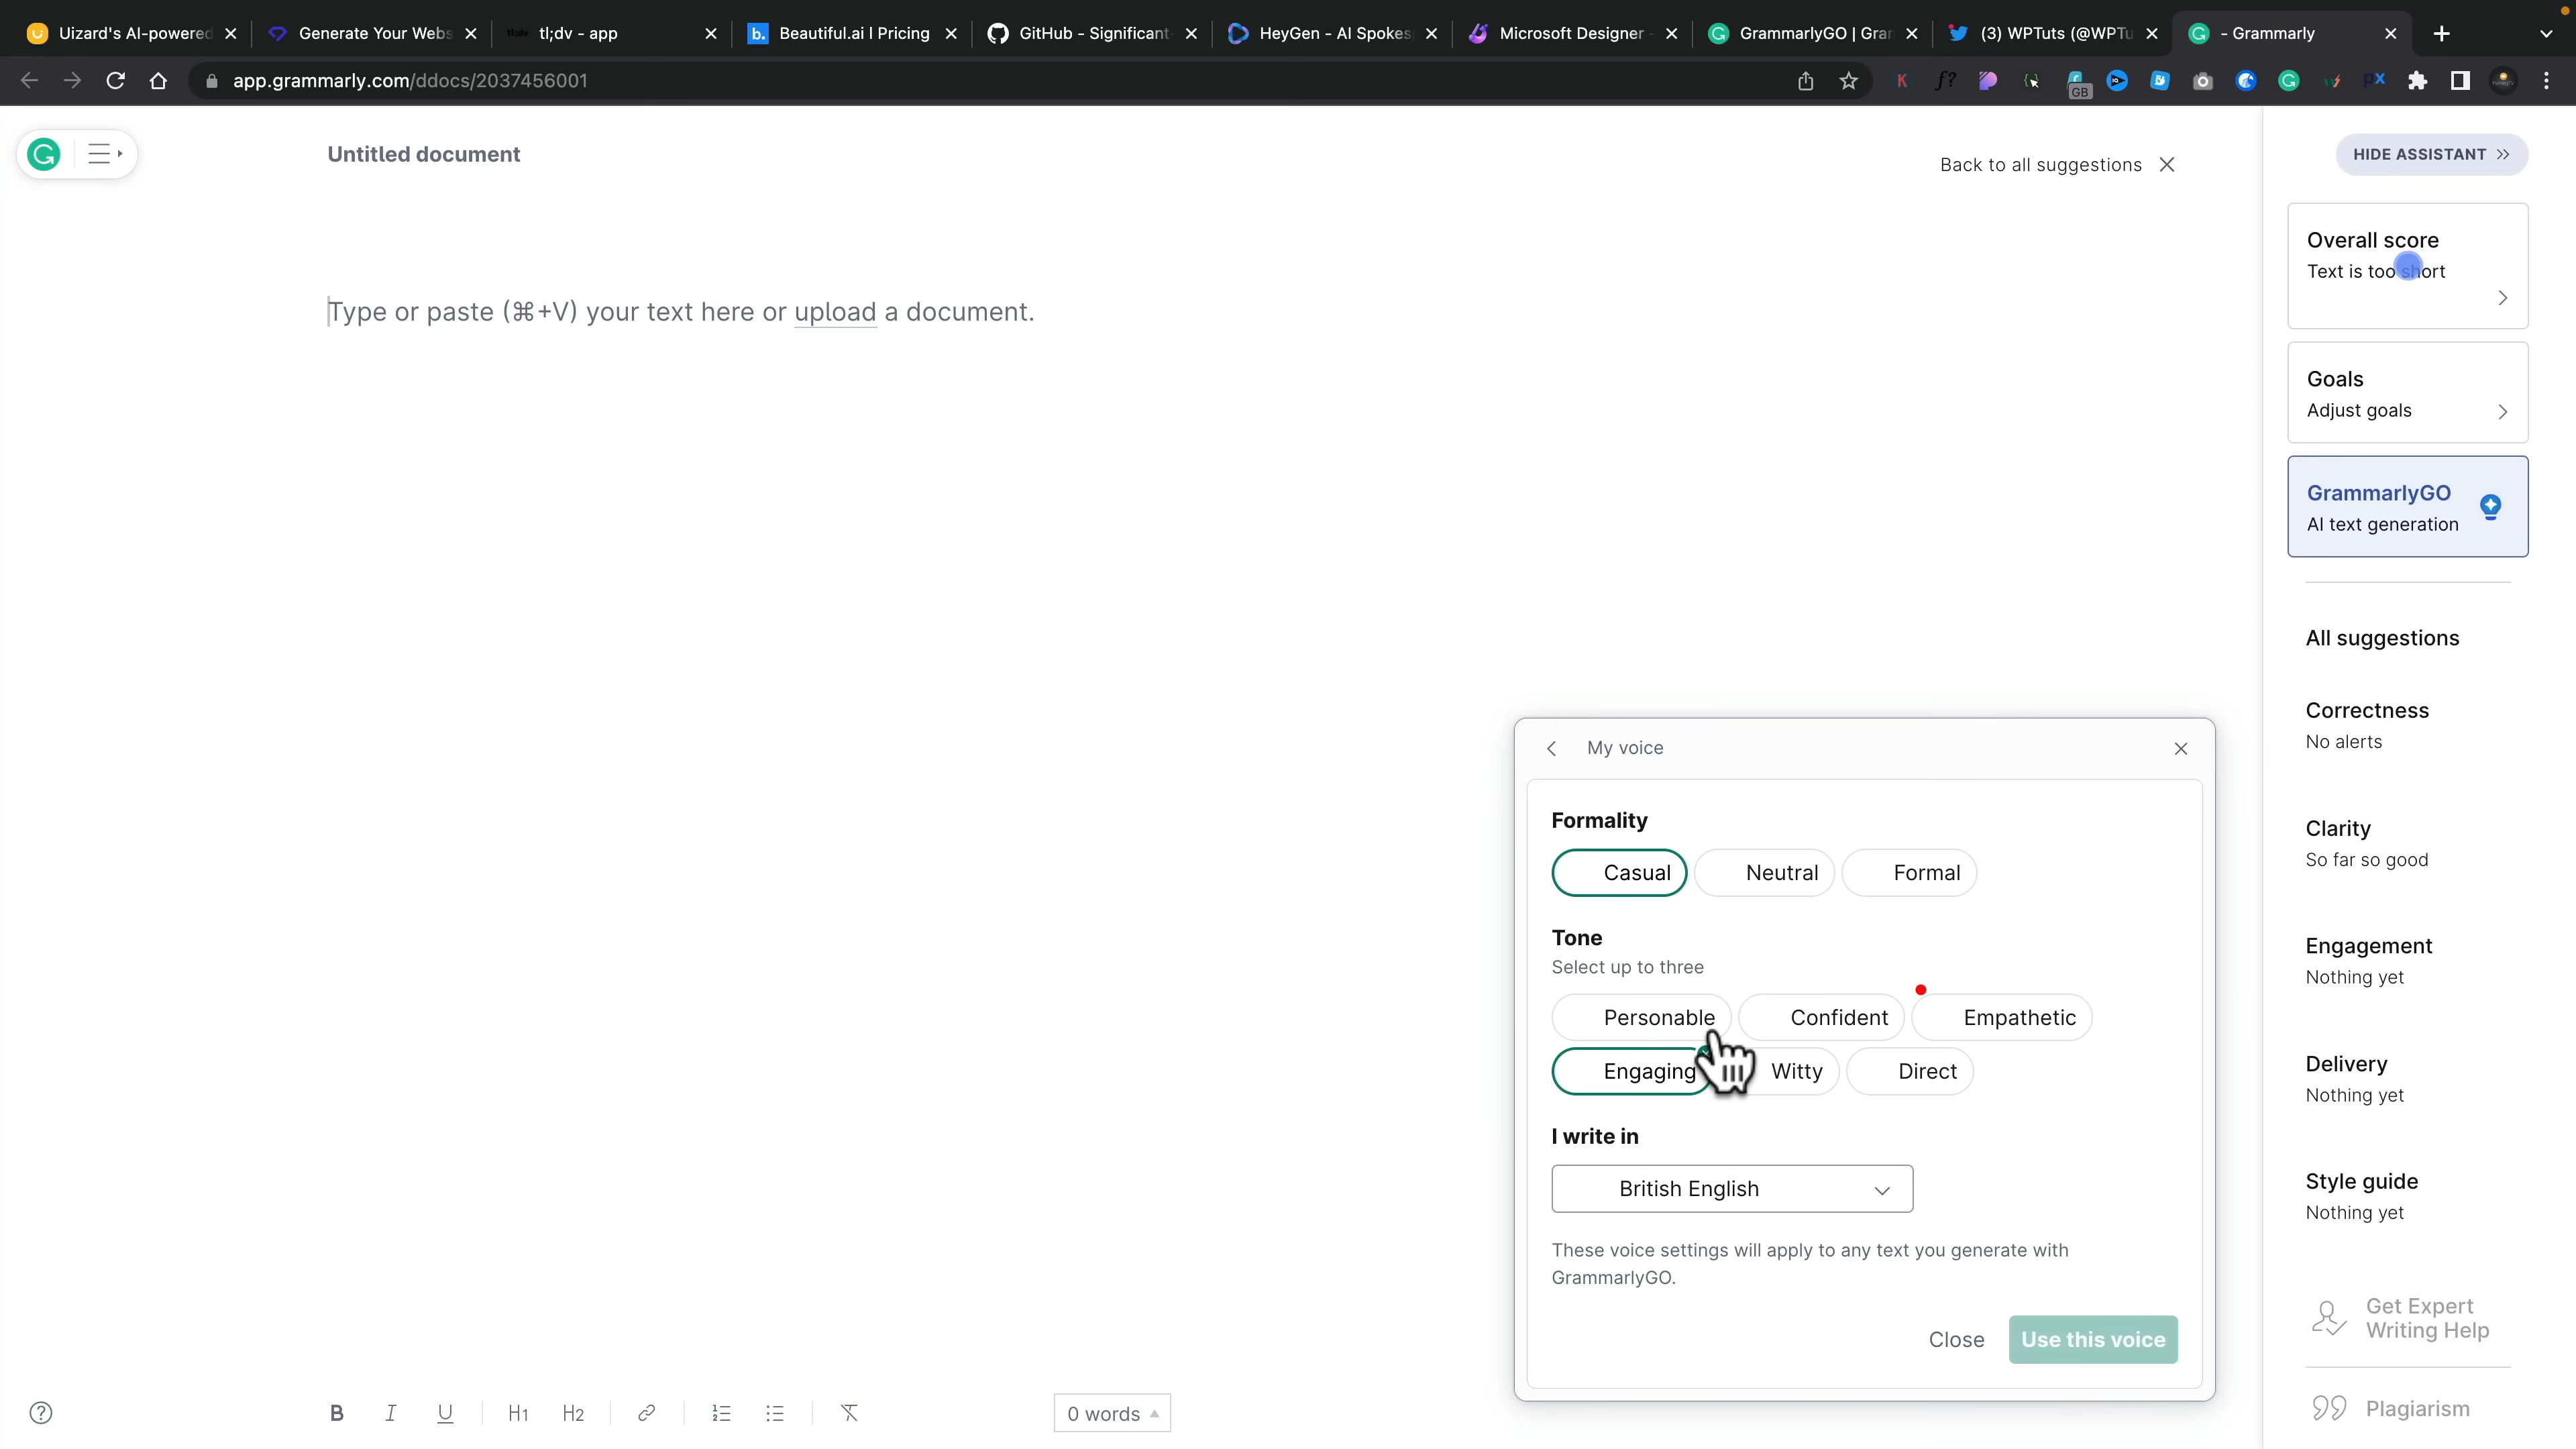 Uizard's AI-powered
Generate Your Webs
tl;dv - app
b. Beautiful.ai | Pricing
GitHub - Significant
HeyGen - AI Spokes
Microsoft Designer -
GrammarlyGO | Gran
(3) WPTuts (@WPTu
- Grammarly
app.grammarly.com/ddocs/2037456001
GB
Untitled document
Back to all suggestions
HIDE ASSISTANT
Type or paste (⌘+V) your text here or upload a document.
Overall score
Text is too short
Goals
Adjust goals
GrammarlyGO
AI text generation
All suggestions
Correctness
No alerts
Clarity
So far so good
Engagement
Nothing yet
Delivery
Nothing yet
Style guide
Nothing yet
Get Expert
Writing Help
Plagiarism
My voice
Formality
Casual Neutral Formal
Tone
Select up to three
Personable Confident Empathetic
Engaging Witty Direct
I write in
British English
These voice settings will apply to any text you generate with
GrammarlyGO.
Close Use this voice
B I U H1 H2
0 words